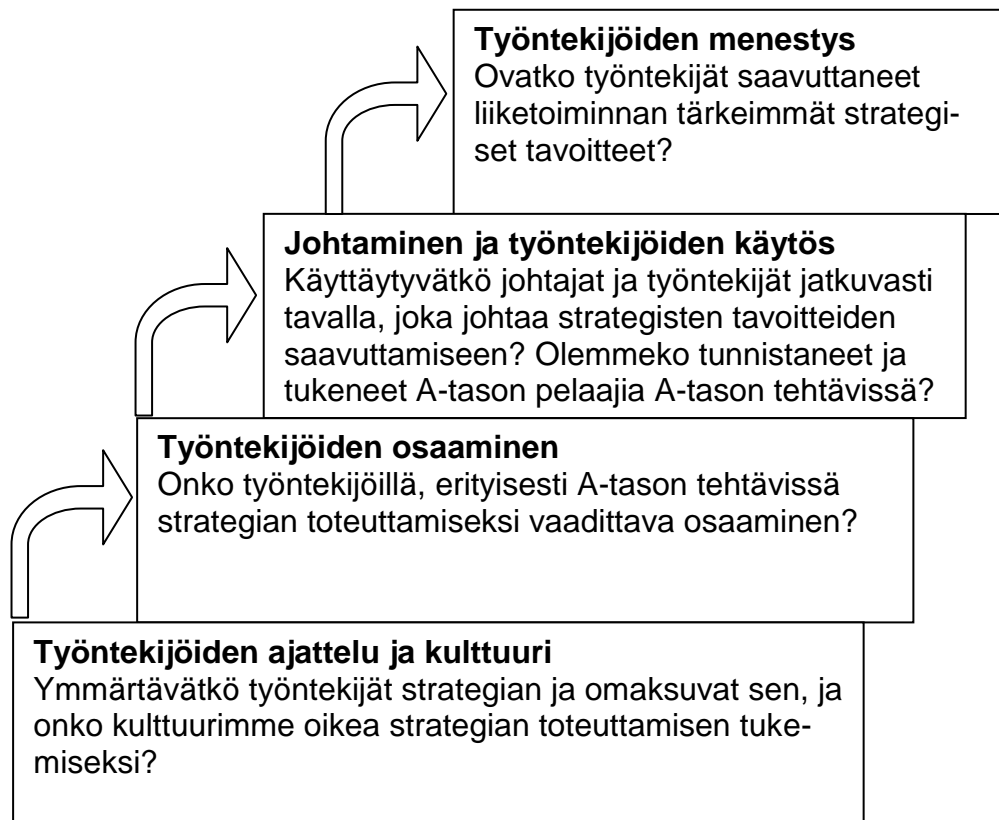 Työntekijöiden menestys
Ovatko työntekijät saavuttaneet
liiketoiminnan tärkeimmät strategi-
set tavoitteet?
Johtaminen ja työntekijöiden käytös
Käyttäytyvätkö johtajat ja työntekijät jatkuvasti
tavalla, joka johtaa strategisten tavoitteiden
saavuttamiseen? Olemmeko tunnistaneet ja
tukeneet A-tason pelaajia A-tason tehtävissä?
Työntekijöiden osaaminen
Onko työntekijöillä, erityisesti A-tason tehtävissä
strategian toteuttamiseksi vaadittava osaaminen?
Työntekijöiden ajattelu ja kulttuuri
Ymmärtävätkö työntekijät strategian ja omaksuvat sen, ja
onko kulttuurimme oikea strategian toteuttamisen tuke-
miseksi?